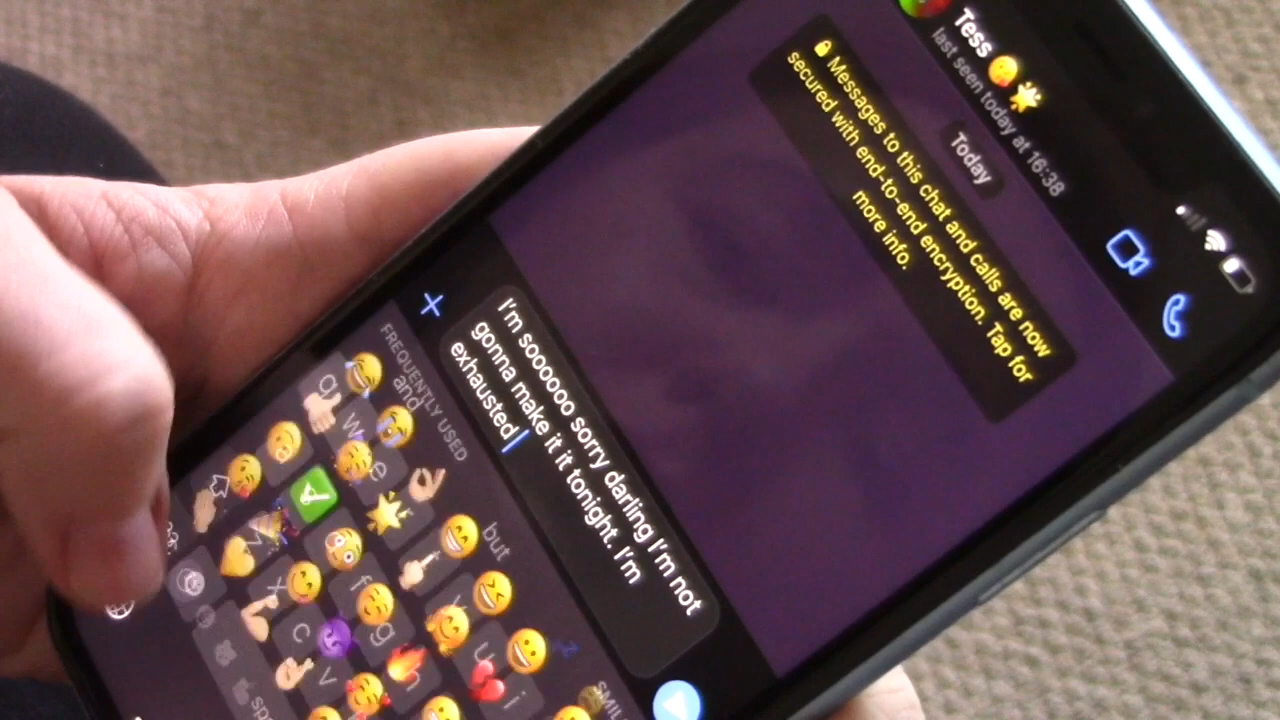 Tess 😘🌟
last seen today at 16:38
Today
🔒 Messages to this chat and calls are now
secured with end-to-end encryption. Tap for
more info.
I'm sooooooo sorry darling I'm not
gonna make it it tonight. I'm
exhausted
and
but
FREQUENTLY USED
q w e
u i
a f g h
x c v